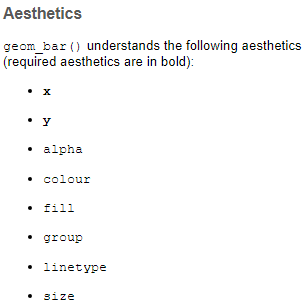 Aesthetics
geom_bar() understands the following aesthetics
(required aesthetics are in bold):
• x
• y
• alpha
• colour
• fill
• group
• linetype
• size